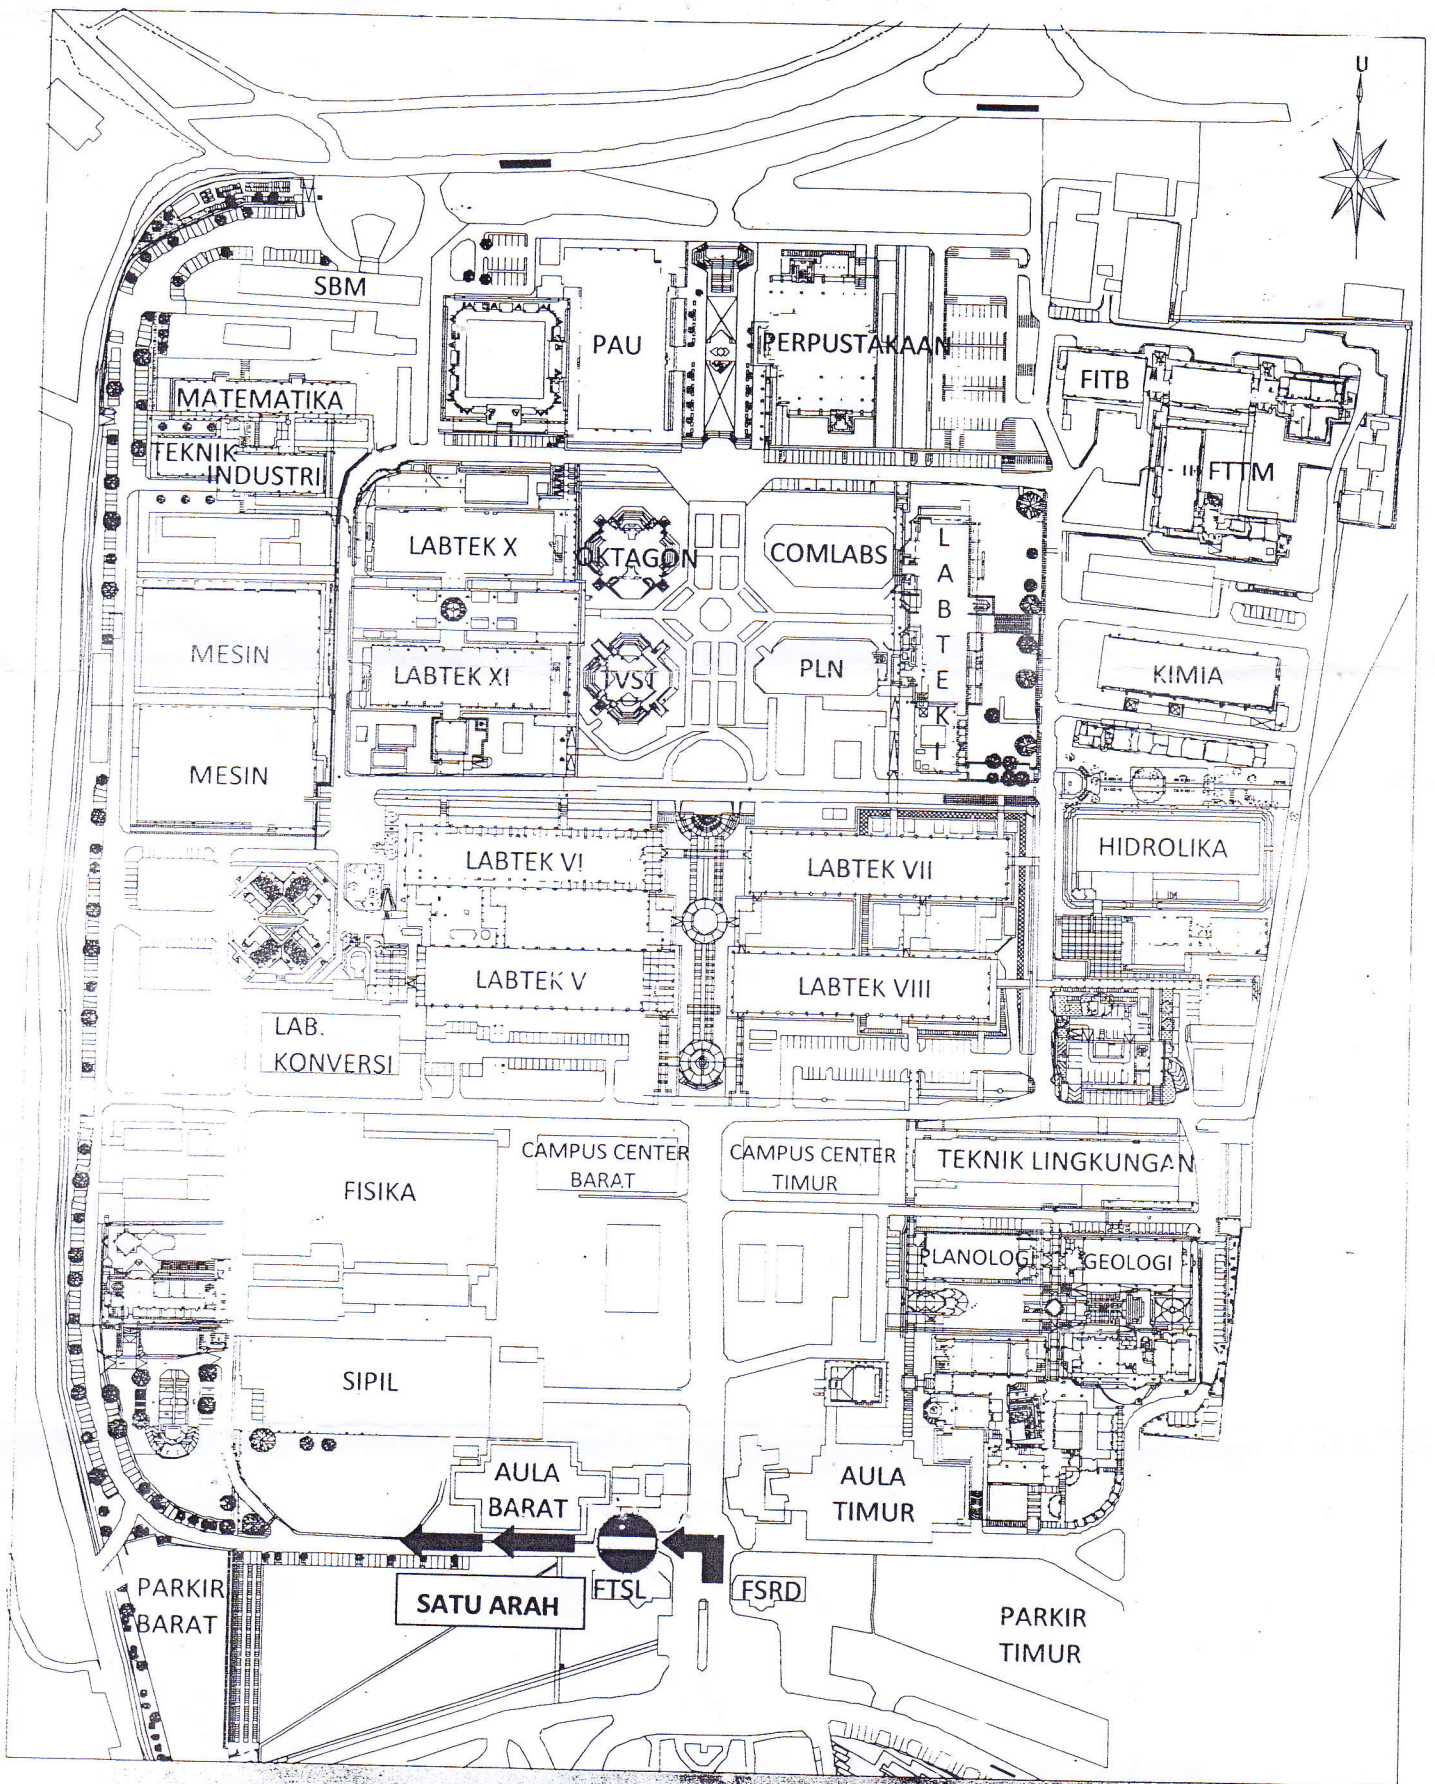 U
SBM
PAU
PERPUSTAKAAN
FITB
MATEMATIKA
TEKNIK
INDUSTRI
FTTM
LABTEK X
OKTAGON
COMLABS
LABTEK
MESIN
LABTEK XI
TVST
PLN
KIMIA
MESIN
LABTEK VI
LABTEK VII
HIDROLIKA
LABTEK V
LABTEK VIII
LAB.
KONVERSI
CAMPUS CENTER
BARAT
CAMPUS CENTER
TIMUR
TEKNIK LINGKUNGAN
FISIKA
PLANOLOGI
GEOLOGI
SIPIL
AULA
BARAT
AULA
TIMUR
PARKIR
BARAT
SATU ARAH
FTSL
FSRD
PARKIR
TIMUR